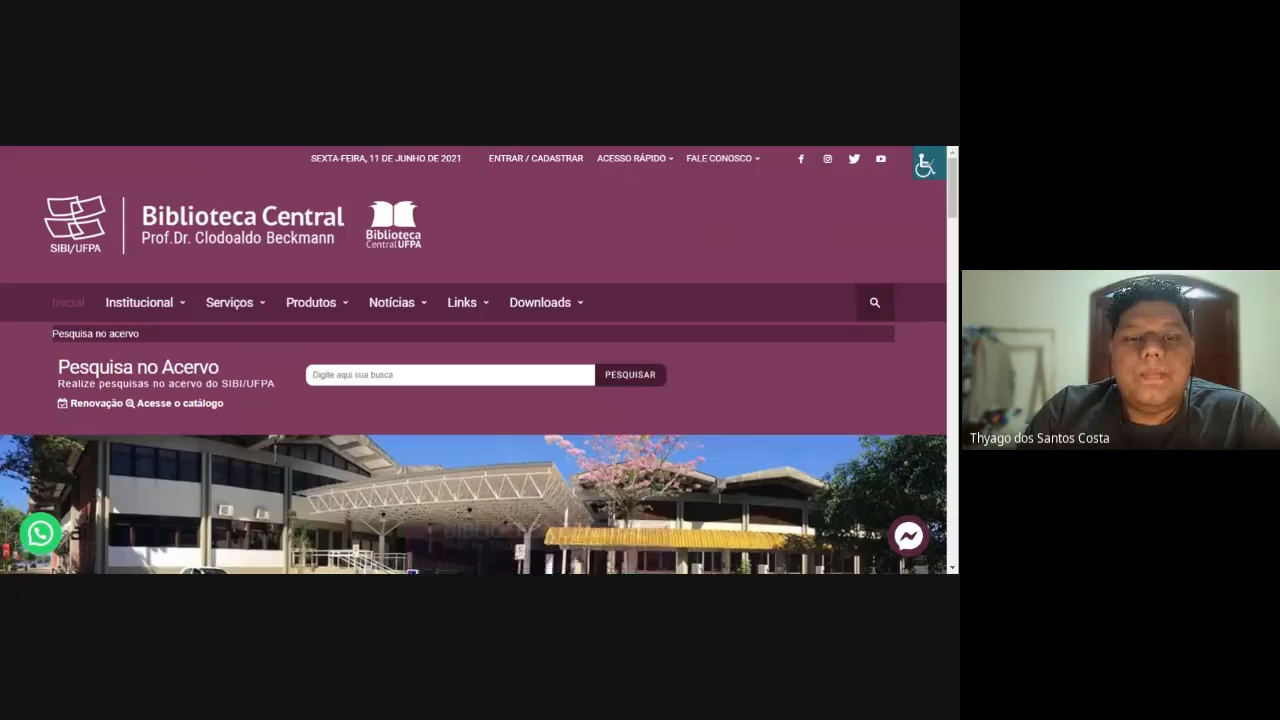 SEXTA-FEIRA, 11 DE JUNHO DE 2021 ENTRAR / CADASTRAR ACESSO RÁPIDO FALE CONOSCO
SIBI/UFPA
Biblioteca Central
Prof.Dr. Clodoaldo Beckmann
Biblioteca
Central UFPA
Inicial Institucional Serviços Produtos Notícias Links Downloads
Pesquisa no acervo
Pesquisa no Acervo
Realize pesquisas no acervo do SIBI/UFPA
Digite aqui sua busca PESQUISAR
Renovação Acesse o catálogo
Thyago dos Santos Costa